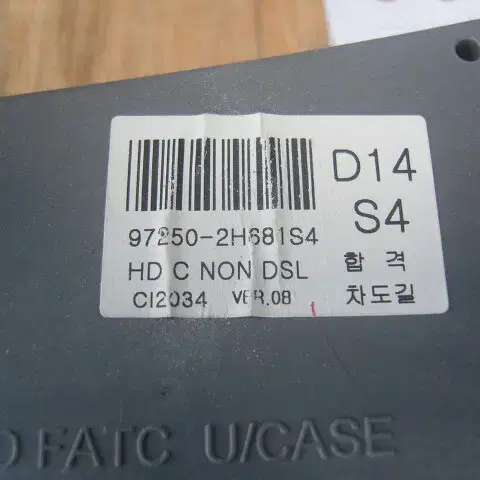 D14
S4
97250-2H681S4
HD C NON DSL
합격
CI2034 VER.08
차도길
D FATC U/CASE